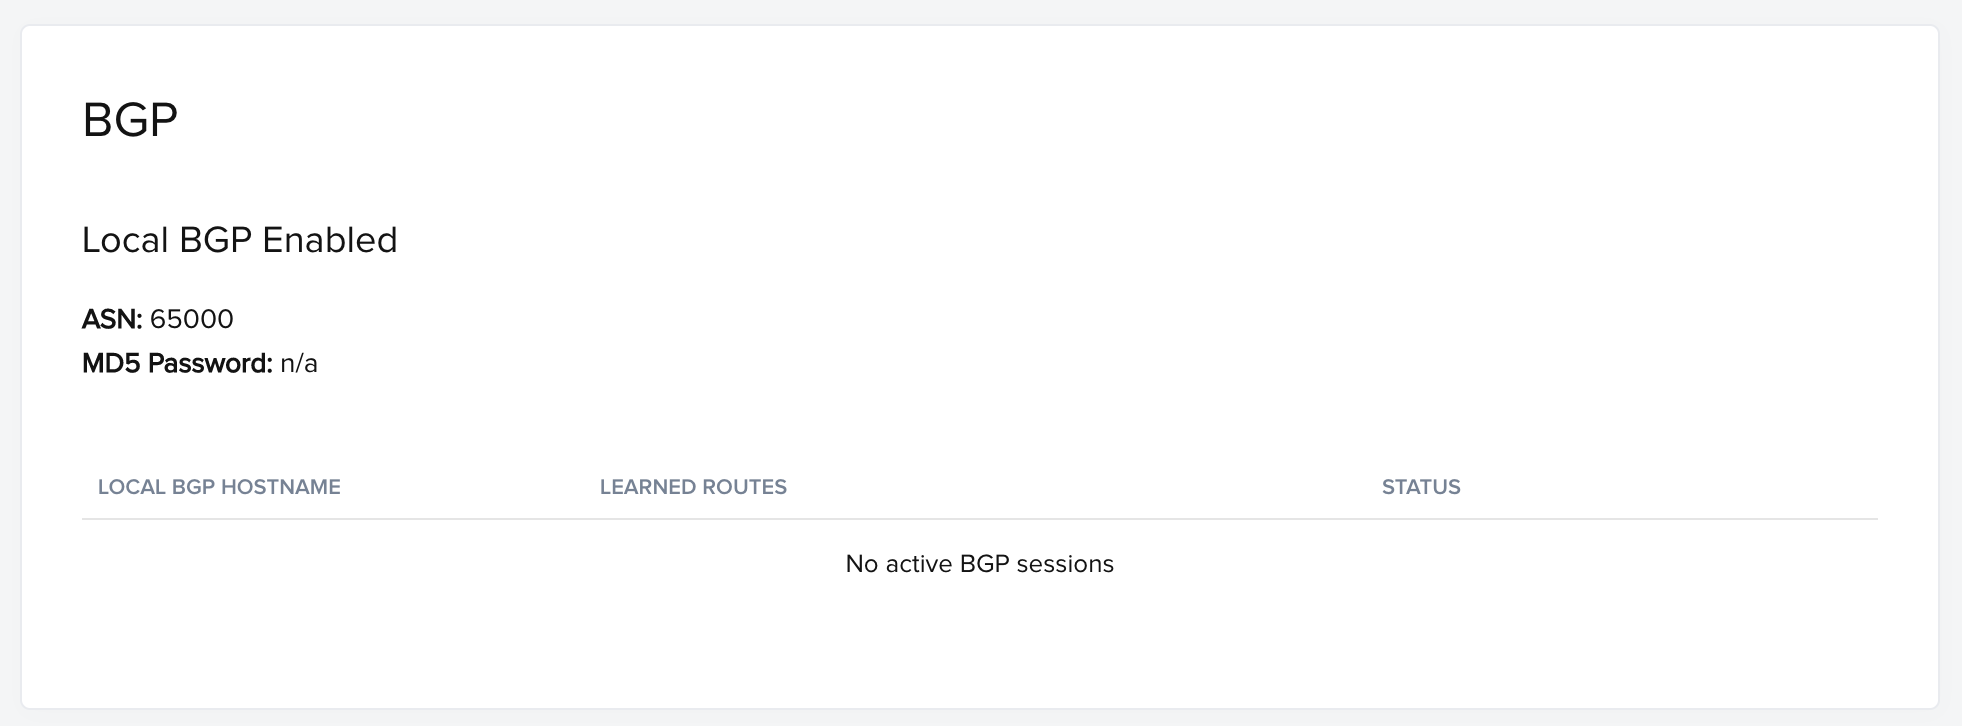 BGP
Local BGP Enabled
ASN: 65000
MD5 Password: n/a
LOCAL BGP HOSTNAME LEARNED ROUTES STATUS
No active BGP sessions